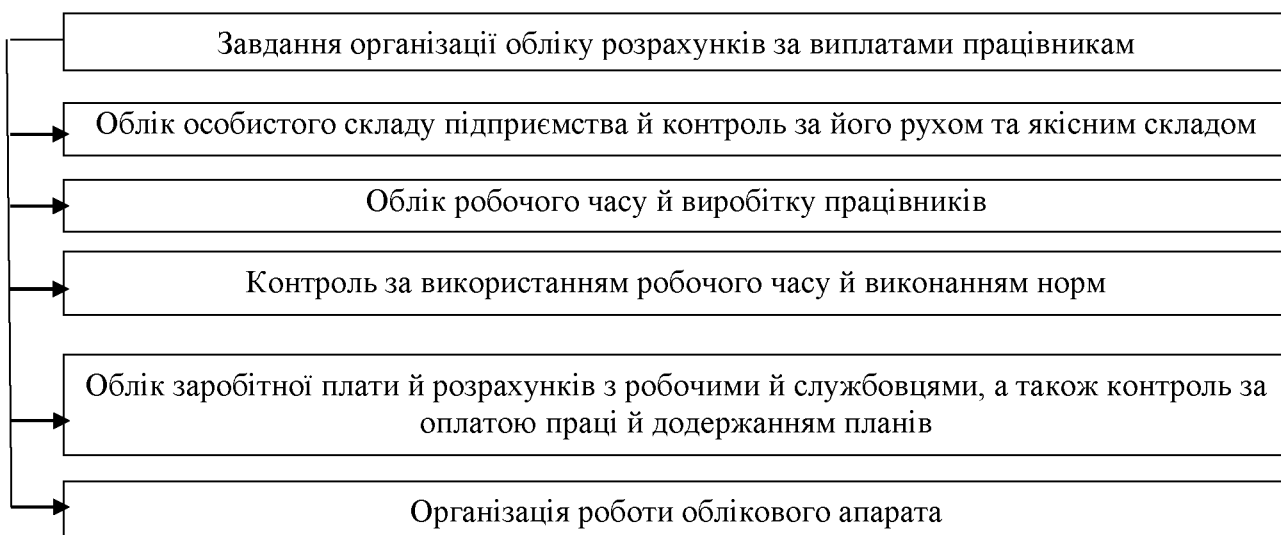 Завдання організації обліку розрахунків за виплатами працівникам
Облік особистого складу підприємства й контроль за його рухом та якісним складом
Облік робочого часу й виробітку працівників
Контроль за використанням робочого часу й виконанням норм
Облік заробітної плати й розрахунків з робочими й службовцями, а також контроль за
оплатою праці й додержанням планів
Організація роботи облікового апарата